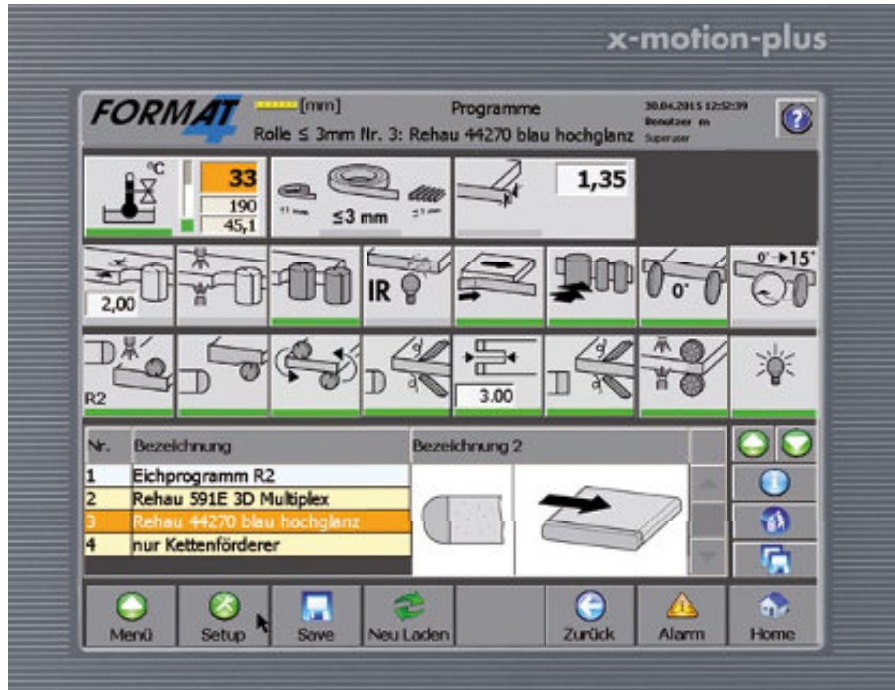 x-motion-plus
FORMAT 4
[mm]
Programme
30.04.2015 12:52:39
Benutzer m
Superuser
Rolle ≤ 3mm Nr. 3: Rehau 44270 blau hochglanz
?
°C
33
190
45,1
≤3 mm
1,35
2,00
IR
0°
0°→15°
R2
3.00
Nr. Bezeichnung Bezeichnung 2
1 Eichprogramm R2
2 Rehau 591E 3D Multiplex
3 Rehau 44270 blau hochglanz
4 nur Kettenförderer
i
Menü Setup Save Neu Laden Zurück Alarm Home